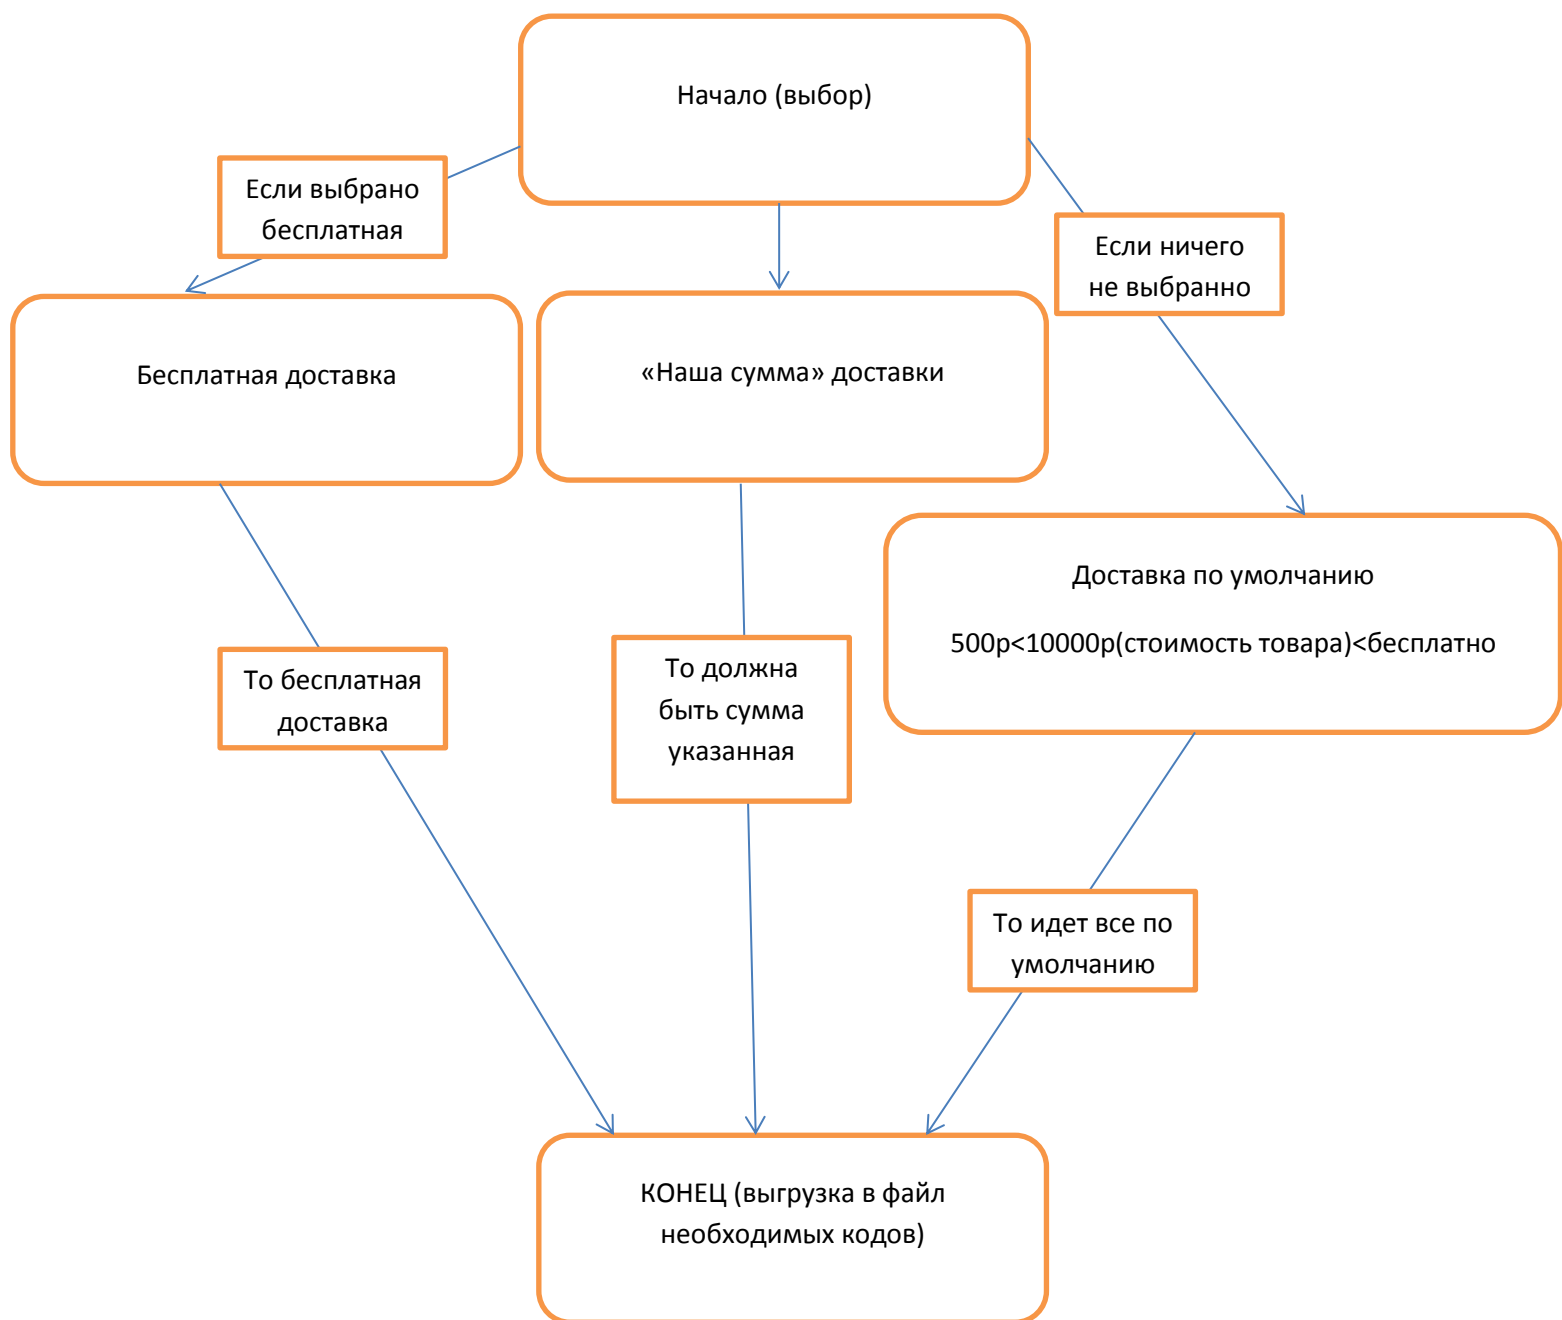 Начало (выбор)
Если выбрано
бесплатная
Если ничего
не выбранно
Бесплатная доставка
«Наша сумма» доставки
Доставка по умолчанию
500р<10000р(стоимость товара)<бесплатно
То бесплатная
доставка
То должна
быть сумма
указанная
То идет все по
умолчанию
КОНЕЦ (выгрузка в файл
необходимых кодов)